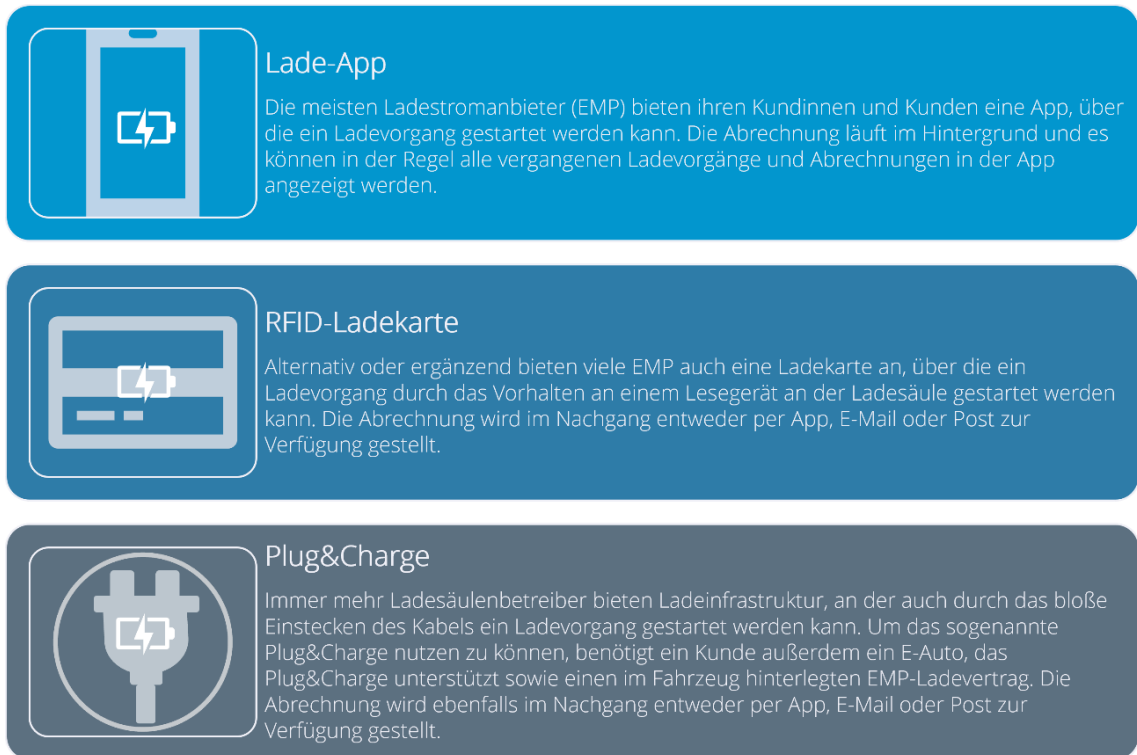 Lade-App
Die meisten Ladestromanbieter (EMP) bieten ihren Kundinnen und Kunden eine App, über
die ein Ladevorgang gestartet werden kann. Die Abrechnung läuft im Hintergrund und es
können in der Regel alle vergangenen Ladevorgänge und Abrechnungen in der App
angezeigt werden.
RFID-Ladekarte
Alternativ oder ergänzend bieten viele EMP auch eine Ladekarte an, über die ein
Ladevorgang durch das Vorhalten an einem Lesegerät an der Ladesäule gestartet werden
kann. Die Abrechnung wird im Nachgang entweder per App, E-Mail oder Post zur
Verfügung gestellt.
Plug&Charge
Immer mehr Ladesäulenbetreiber bieten Ladeinfrastruktur, an der auch durch das bloße
Einstecken des Kabels ein Ladevorgang gestartet werden kann. Um das sogenannte
Plug&Charge nutzen zu können, benötigt ein Kunde außerdem ein E-Auto, das
Plug&Charge unterstützt sowie einen im Fahrzeug hinterlegten EMP-Ladevertrag. Die
Abrechnung wird ebenfalls im Nachgang entweder per App, E-Mail oder Post zur
Verfügung gestellt.